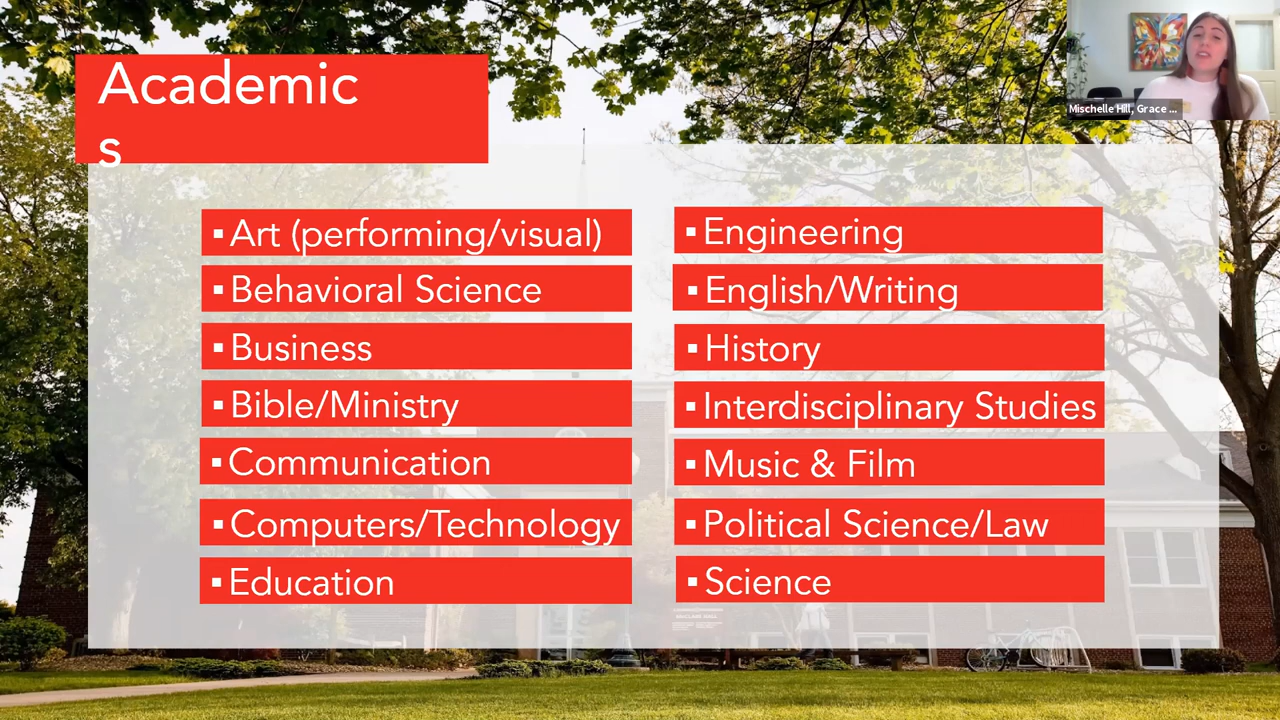 Academic
s
Mischelle Hill, Grace ...
▪ Art (performing/visual)
▪ Behavioral Science
▪ Business
▪ Bible/Ministry
▪ Communication
▪ Computers/Technology
▪ Education
▪ Engineering
▪ English/Writing
▪ History
▪ Interdisciplinary Studies
▪ Music & Film
▪ Political Science/Law
▪ Science